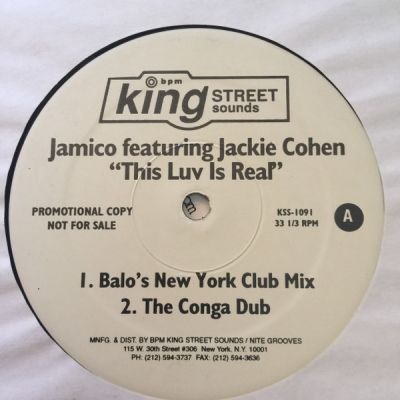 bpm
king STREET
sounds
Jamico featuring Jackie Cohen
"This Luv Is Real"
PROMOTIONAL COPY
NOT FOR SALE
KSS-1091
33 1/3 RPM
A
1. Balo's New York Club Mix
2. The Conga Dub
MNFG. & DIST. BY BPM KING STREET SOUNDS / NITE GROOVES
115 W. 30th Street #306 New York, N.Y. 10001
PH: (212) 594-3737 FAX: (212) 594-3636